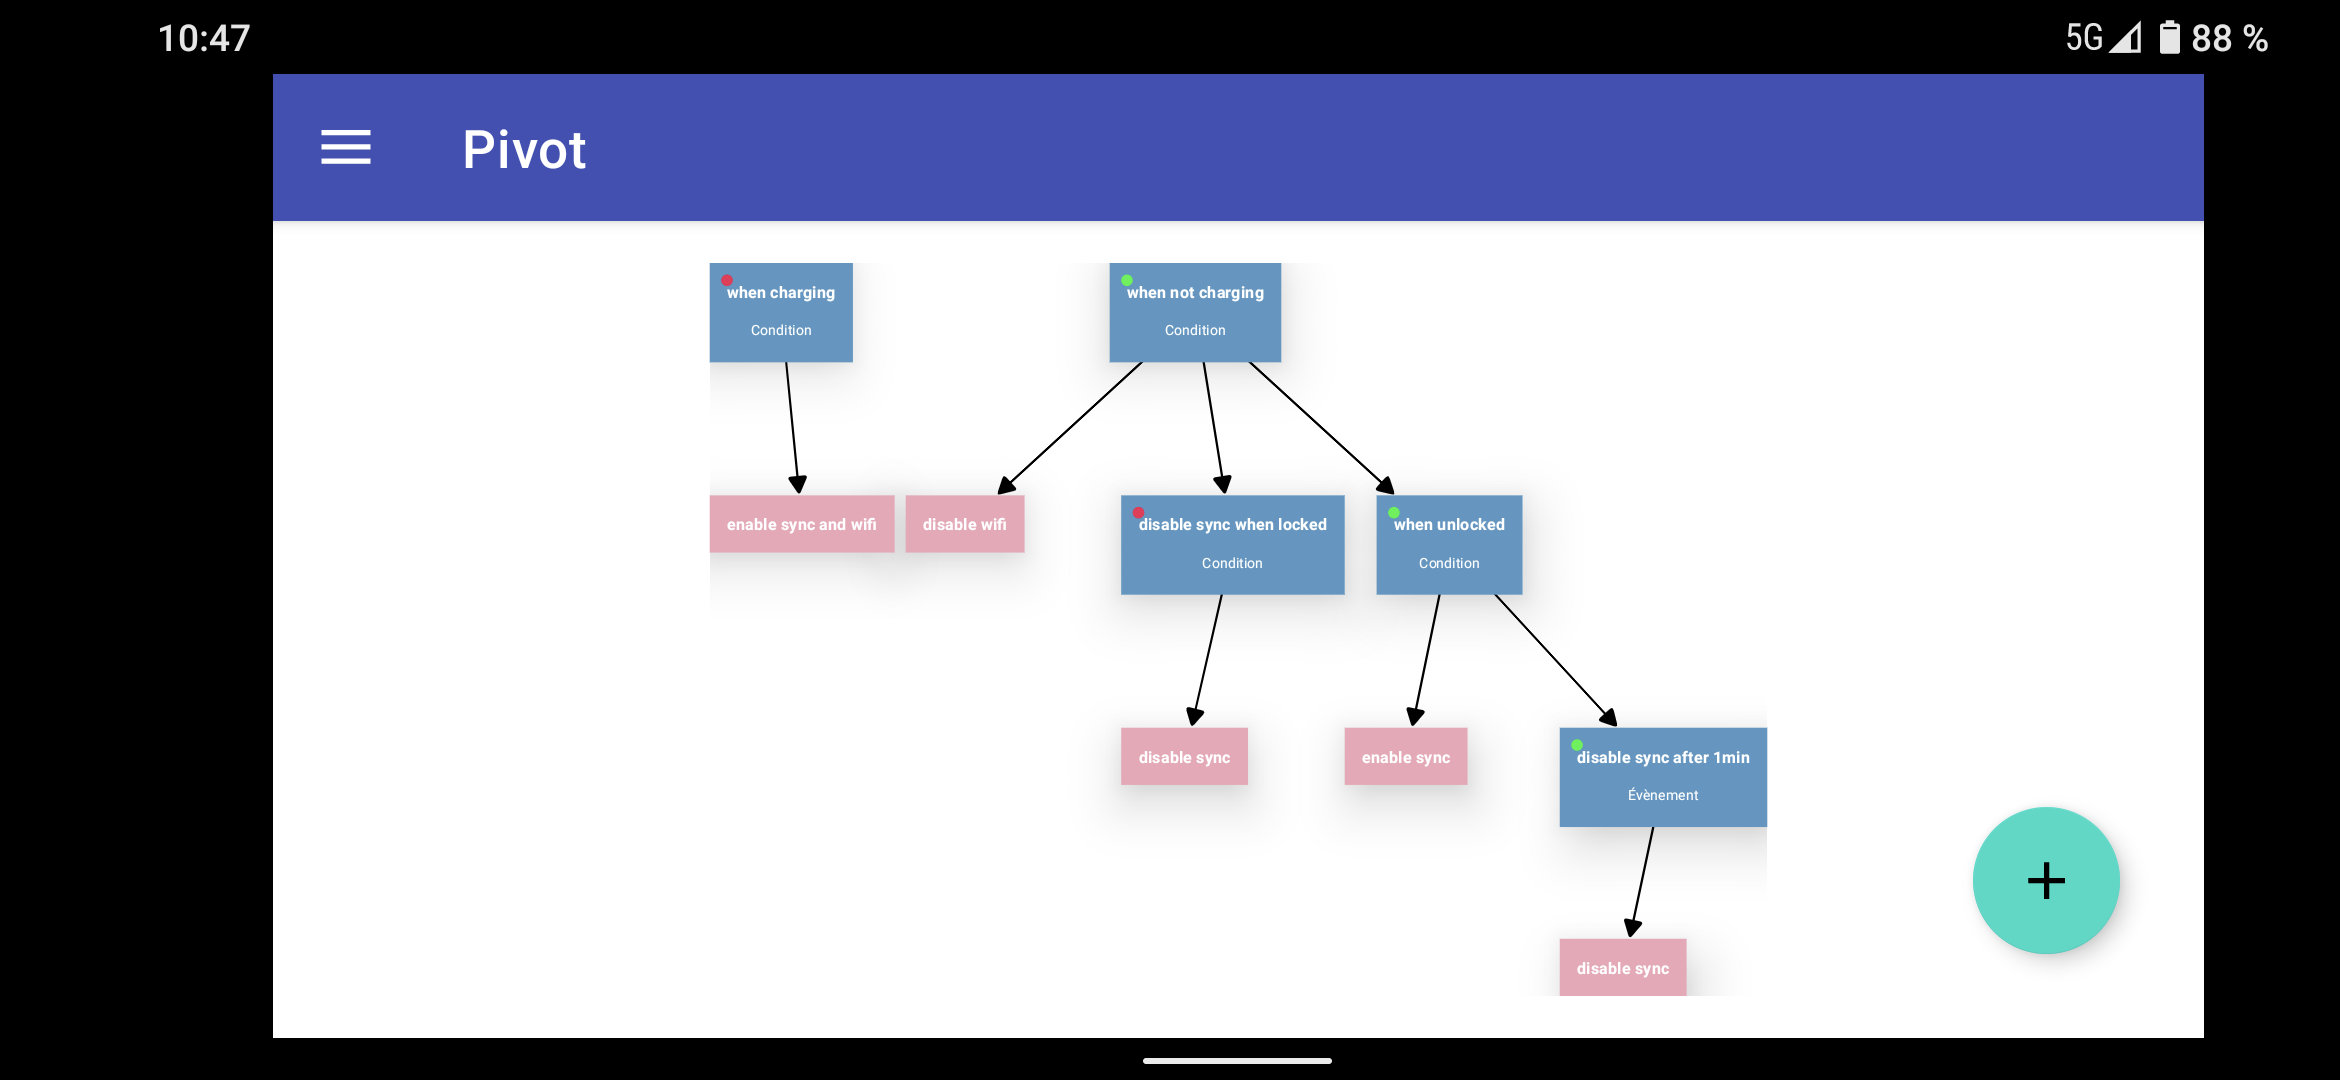 10:47
5G 88 %
Pivot
when charging
Condition
when not charging
Condition
enable sync and wifi
disable wifi
disable sync when locked
Condition
when unlocked
Condition
disable sync
enable sync
disable sync after 1min
Évènement
disable sync